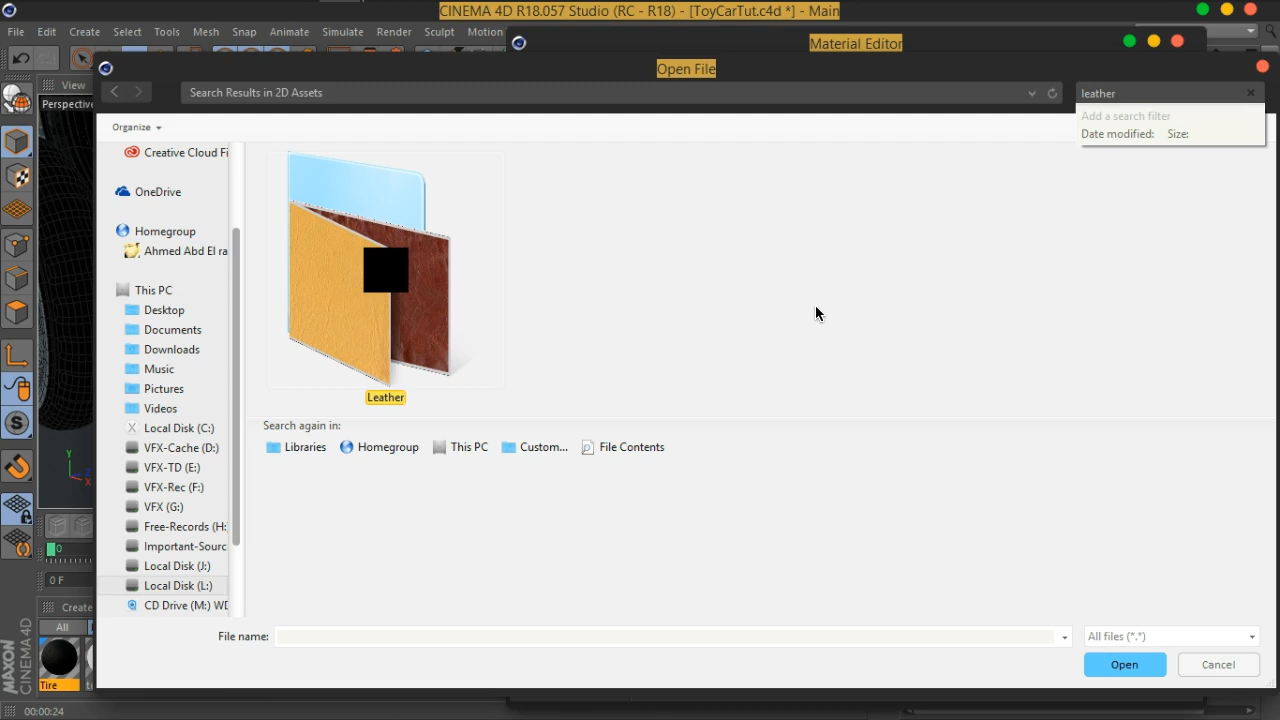 CINEMA 4D R18.057 Studio (RC - R18) - [ToyCarTut.c4d *] - Main
File Edit Create Select Tools Mesh Snap Animate Simulate Render Sculpt Motion
Material Editor
View
Open File
Perspective
Search Results in 2D Assets
leather
Add a search filter
Date modified: Size:
Organize
Creative Cloud Fi
OneDrive
Homegroup
Ahmed Abd El ra
This PC
Desktop
Documents
Downloads
Music
Pictures
Videos
Local Disk (C:)
VFX-Cache (D:)
VFX-TD (E:)
VFX-Rec (F:)
VFX (G:)
Free-Records (H:
Important-Sourc
Local Disk (J:)
Local Disk (L:)
CD Drive (M:) WD
Leather
Search again in:
Libraries Homegroup This PC Custom... File Contents
Y
Z
X
0
0 F
Create
All
Tire
File name:
All files (*.*)
Open Cancel
MAXON
CINEMA 4D
00:00:24